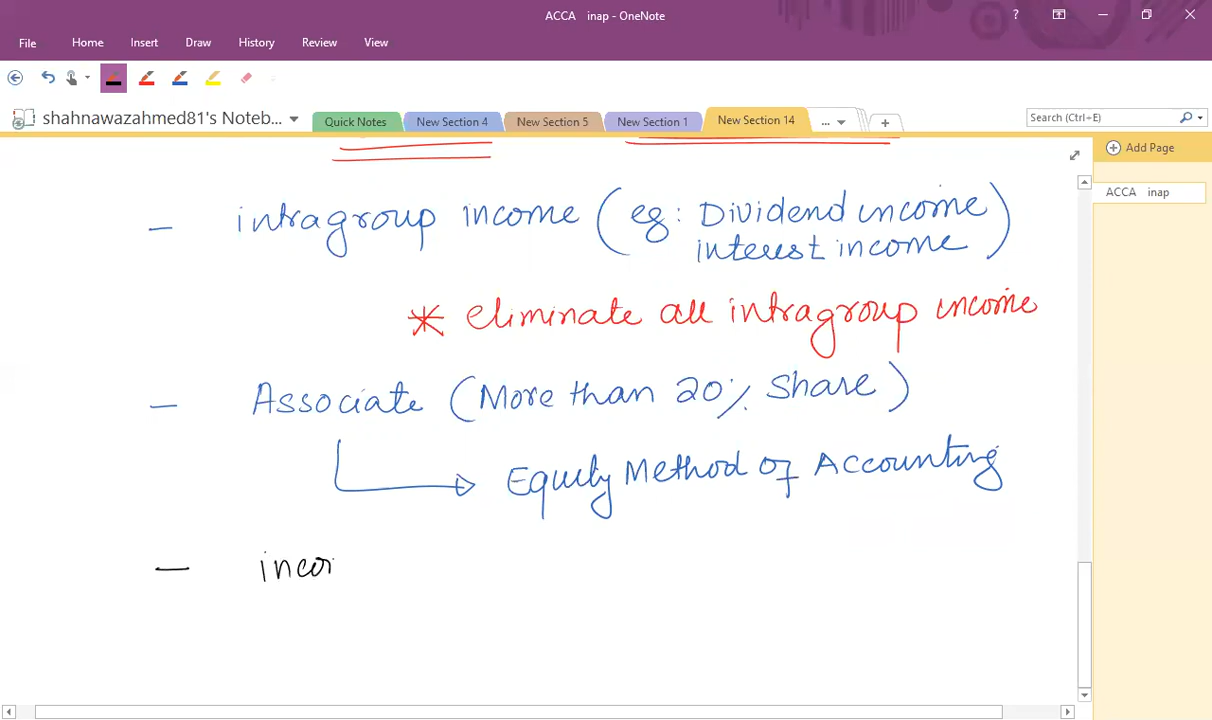 ACCA inap - OneNote
?
File Home Insert Draw History Review View
shahnawazahmed81's Noteb... Quick Notes New Section 4 New Section 5 New Section 1 New Section 14 ... + Search (Ctrl+E)
Add Page
ACCA inap
- intragroup income (eg: Dividend income
interest income)
* eliminate all intragroup income
- Associate (More than 20% Share)
Equity Method of Accounting
- incor